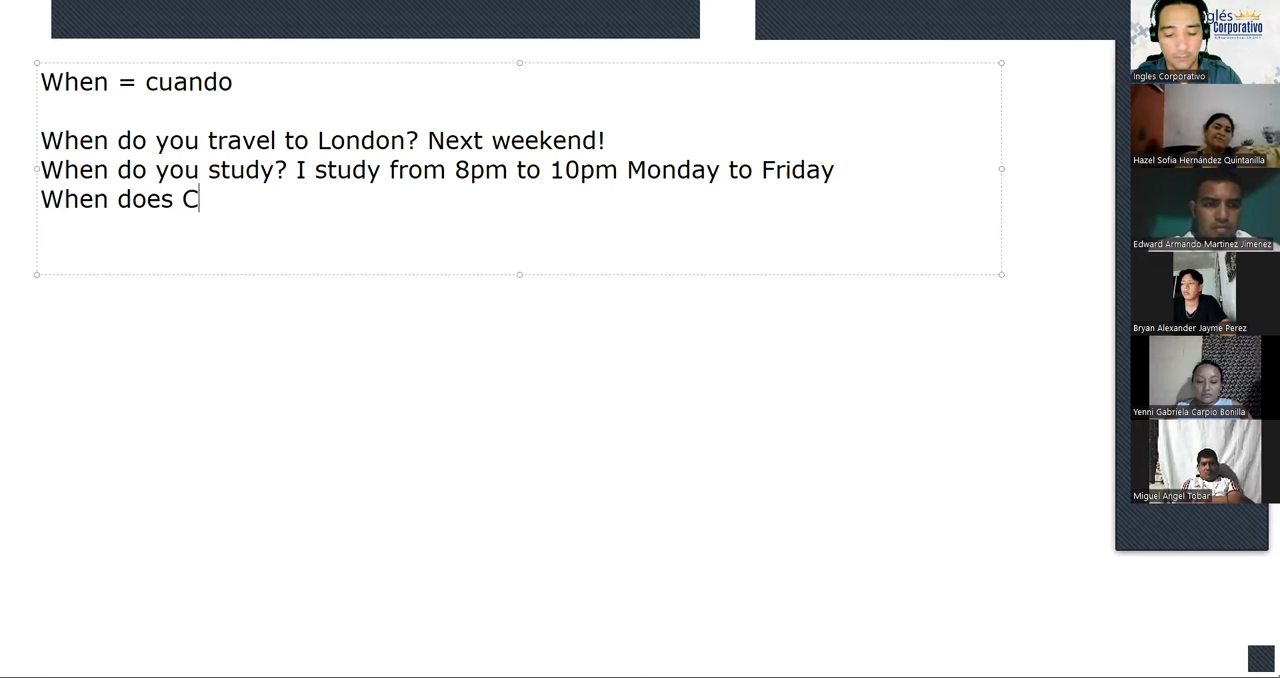 When = cuando
When do you travel to London? Next weekend!
When do you study? I study from 8pm to 10pm Monday to Friday
When does C
glés
Corporativo
Ingles Corporativo
Hazel Sofia Hernández Quintanilla
Edward Armando Martinez Jimenez
Bryan Alexander Jayme Perez
Yenni Gabriela Carpio Bonilla
Miguel Angel Tobar